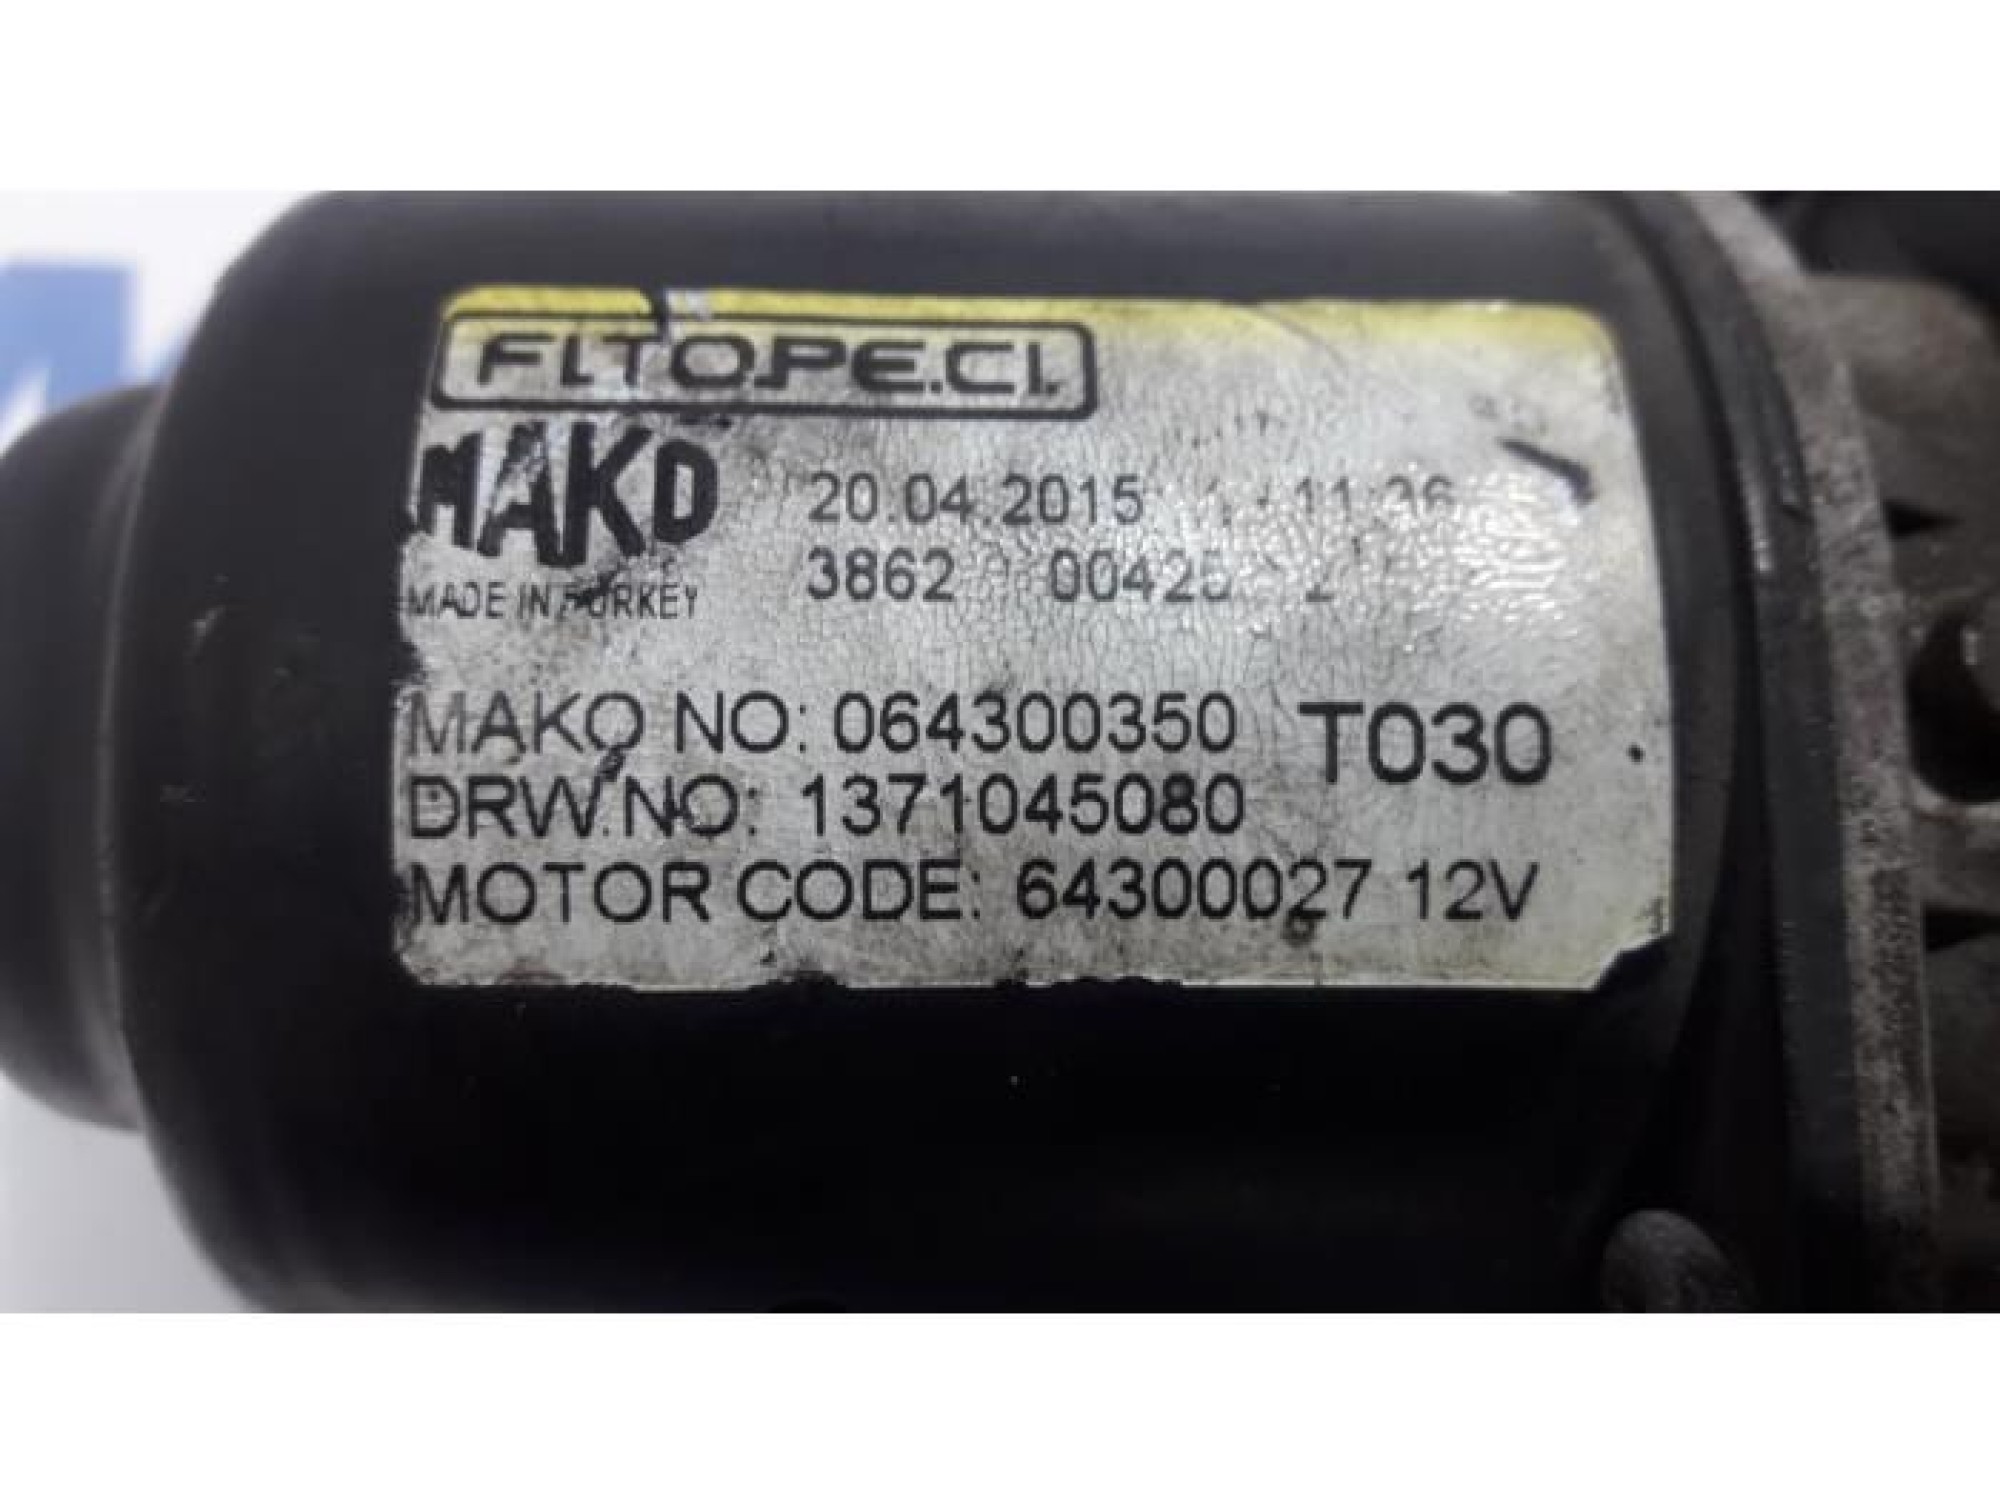 FI.TO.PE.CI.
MAKO
20.04.2015
MADE IN TURKEY
3862
MAKO NO: 064300350 T030
DRW.NO: 1371045080
MOTOR CODE: 64300027 12V